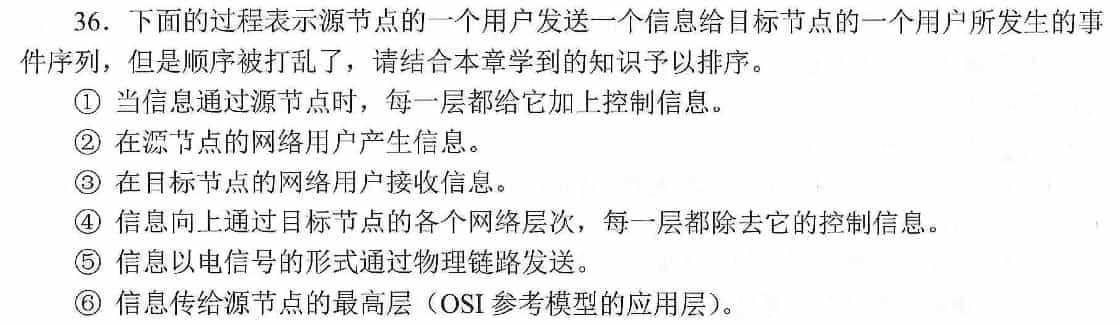 36．下面的过程表示源节点的一个用户发送一个信息给目标节点的一个用户所发生的事
件序列，但是顺序被打乱了，请结合本章学到的知识予以排序。
① 当信息通过源节点时，每一层都给它加上控制信息。
② 在源节点的网络用户产生信息。
③ 在目标节点的网络用户接收信息。
④ 信息向上通过目标节点的各个网络层次，每一层都除去它的控制信息。
⑤ 信息以电信号的形式通过物理链路发送。
⑥ 信息传给源节点的最高层（OSI 参考模型的应用层）。